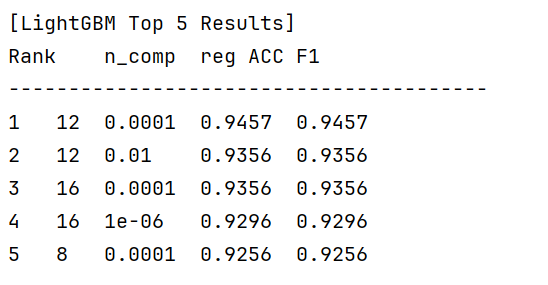 [LightGBM Top 5 Results]
Rank    n_comp  reg ACC F1
----------------------------------------
1   12  0.0001  0.9457  0.9457
2   12  0.01    0.9356  0.9356
3   16  0.0001  0.9356  0.9356
4   16  1e-06   0.9296  0.9296
5   8   0.0001  0.9256  0.9256